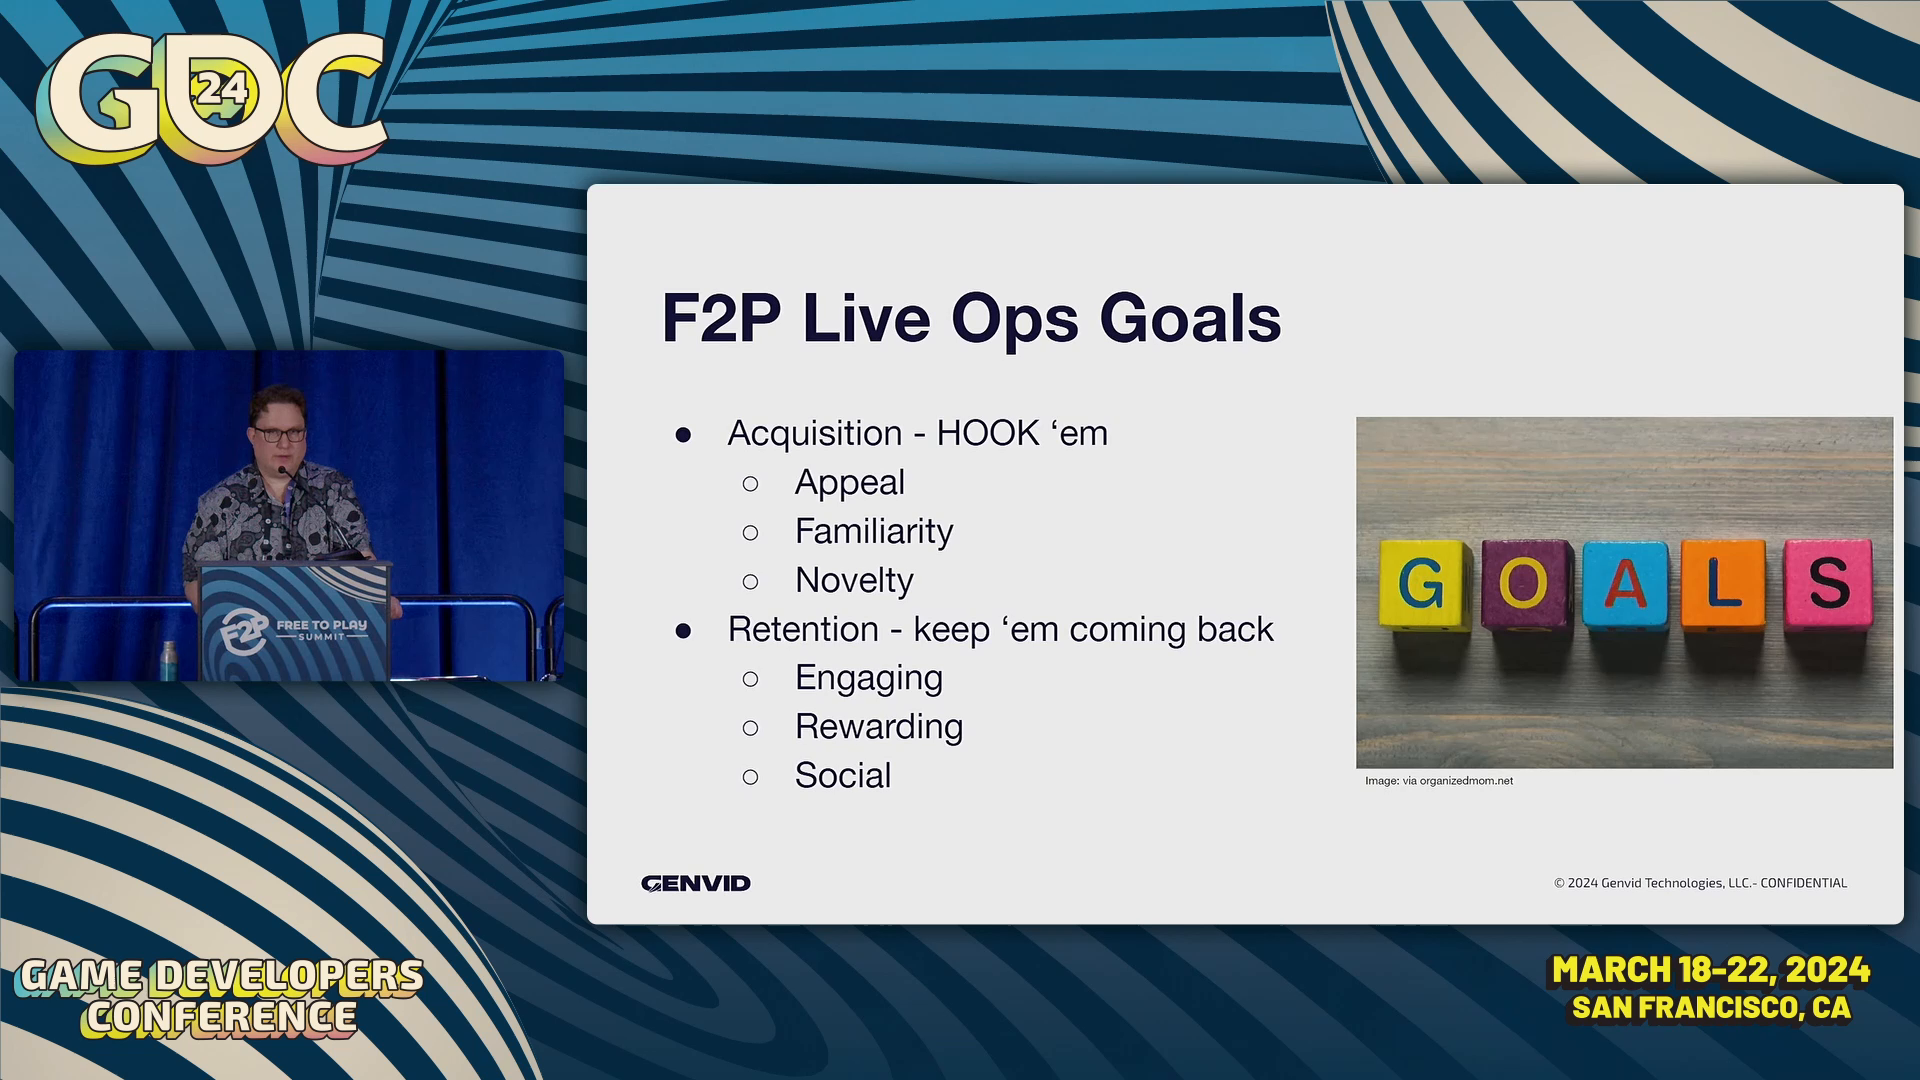 GDC
24
F2P Live Ops Goals
● Acquisition - HOOK ‘em
○ Appeal
○ Familiarity
○ Novelty
● Retention - keep ‘em coming back
○ Engaging
○ Rewarding
○ Social
GOALS
Image: via organizedmom.net
GENVID
© 2024 Genvid Technologies, LLC.- CONFIDENTIAL
F2P
FREE TO PLAY
SUMMIT
GAME DEVELOPERS
CONFERENCE
MARCH 18-22, 2024
SAN FRANCISCO, CA